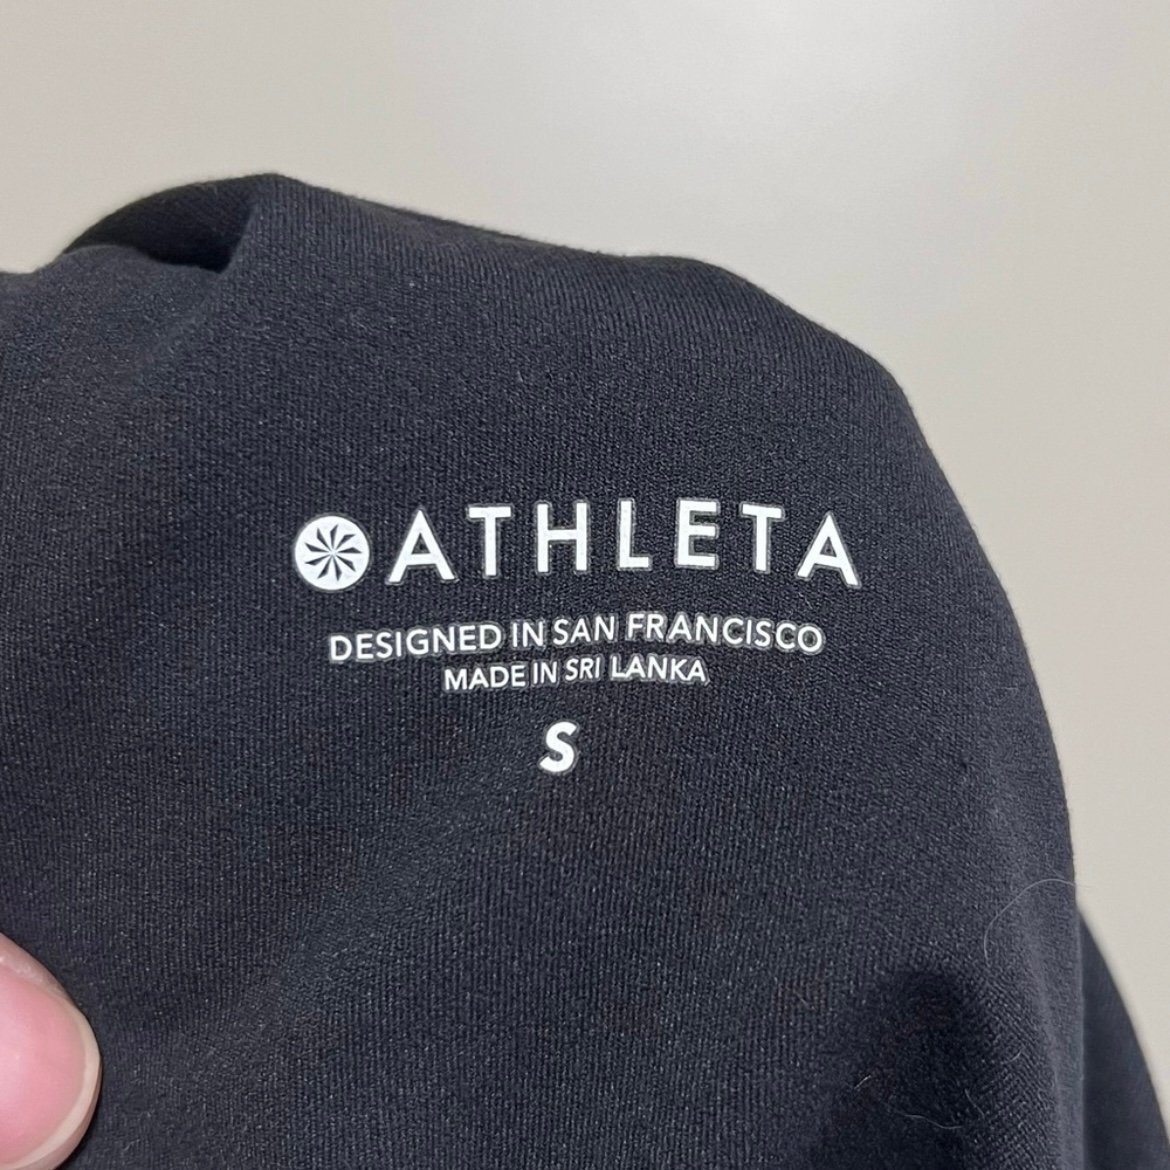 ATHLETA
DESIGNED IN SAN FRANCISCO
MADE IN SRI LANKA
S